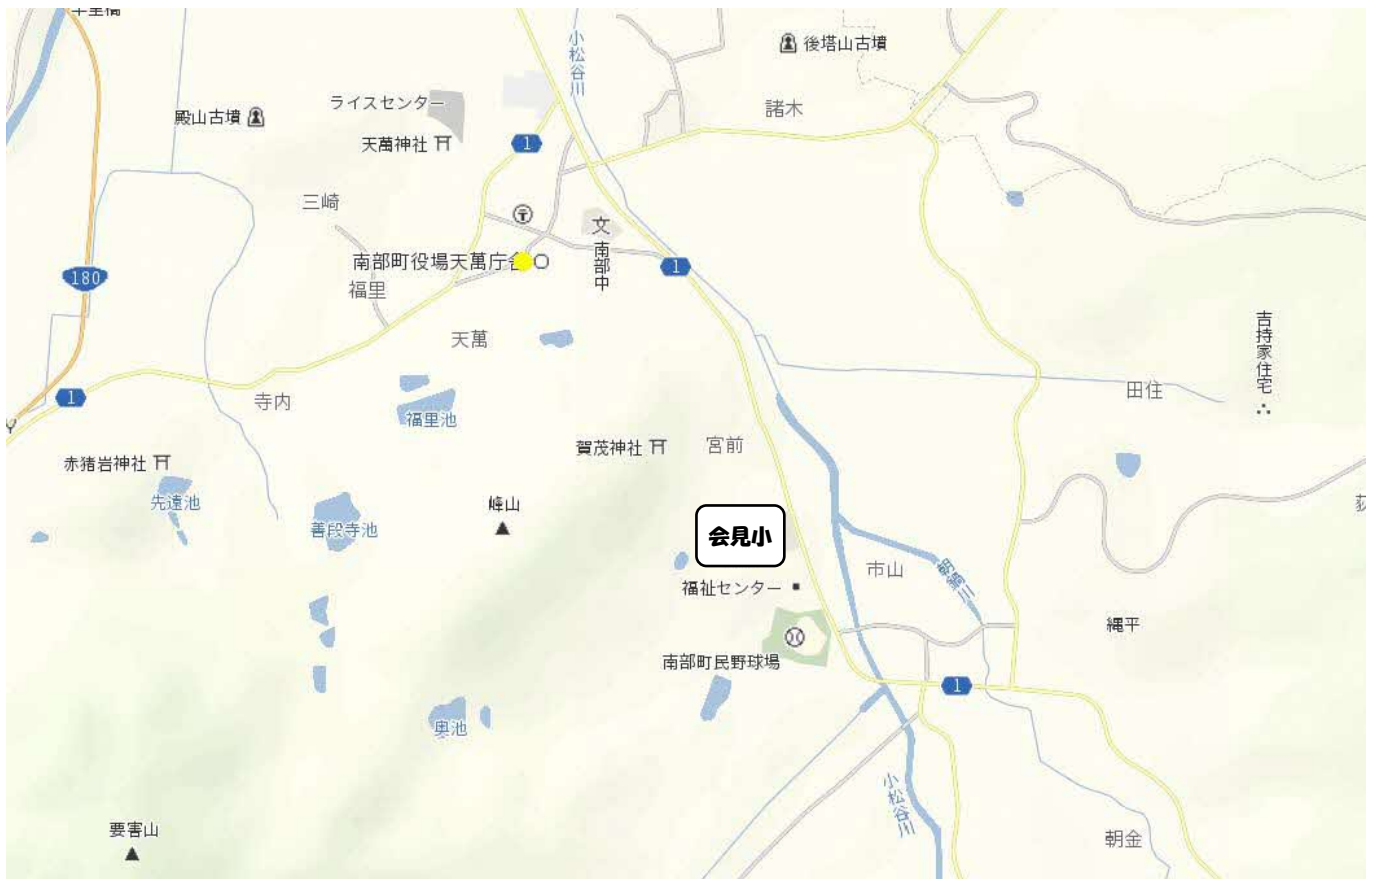 小松谷川
後塔山古墳
ライスセンター
諸木
殿山古墳
天萬神社
1
三崎
文
南部中
南部町役場天萬庁舎
1
180
福里
吉持家住宅
天萬
田住
1
寺内
福里池
賀茂神社
宮前
赤猪岩神社
先遠池
峰山
善段寺池
会見小
市山
朝鍋川
福祉センター
縄平
南部町民野球場
1
奥池
小松谷川
要害山
朝金